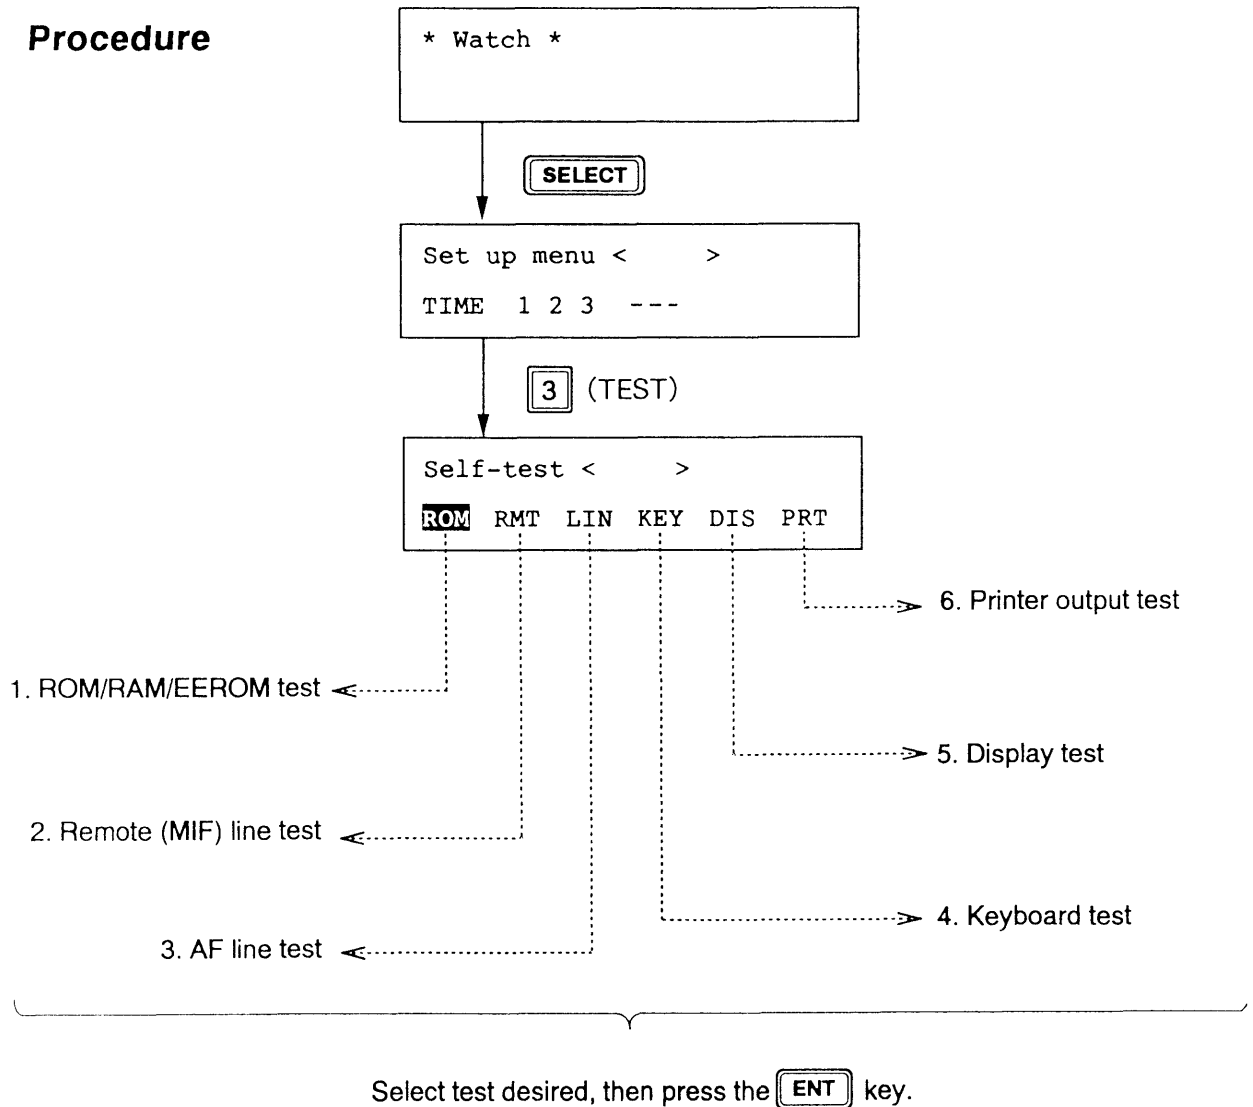 Procedure
* Watch *
SELECT
Set up menu < >
TIME 1 2 3 ---
3 (TEST)
Self-test < >
ROM RMT LIN KEY DIS PRT
6. Printer output test
1. ROM/RAM/EEROM test
5. Display test
2. Remote (MIF) line test
4. Keyboard test
3. AF line test
Select test desired, then press the ENT key.